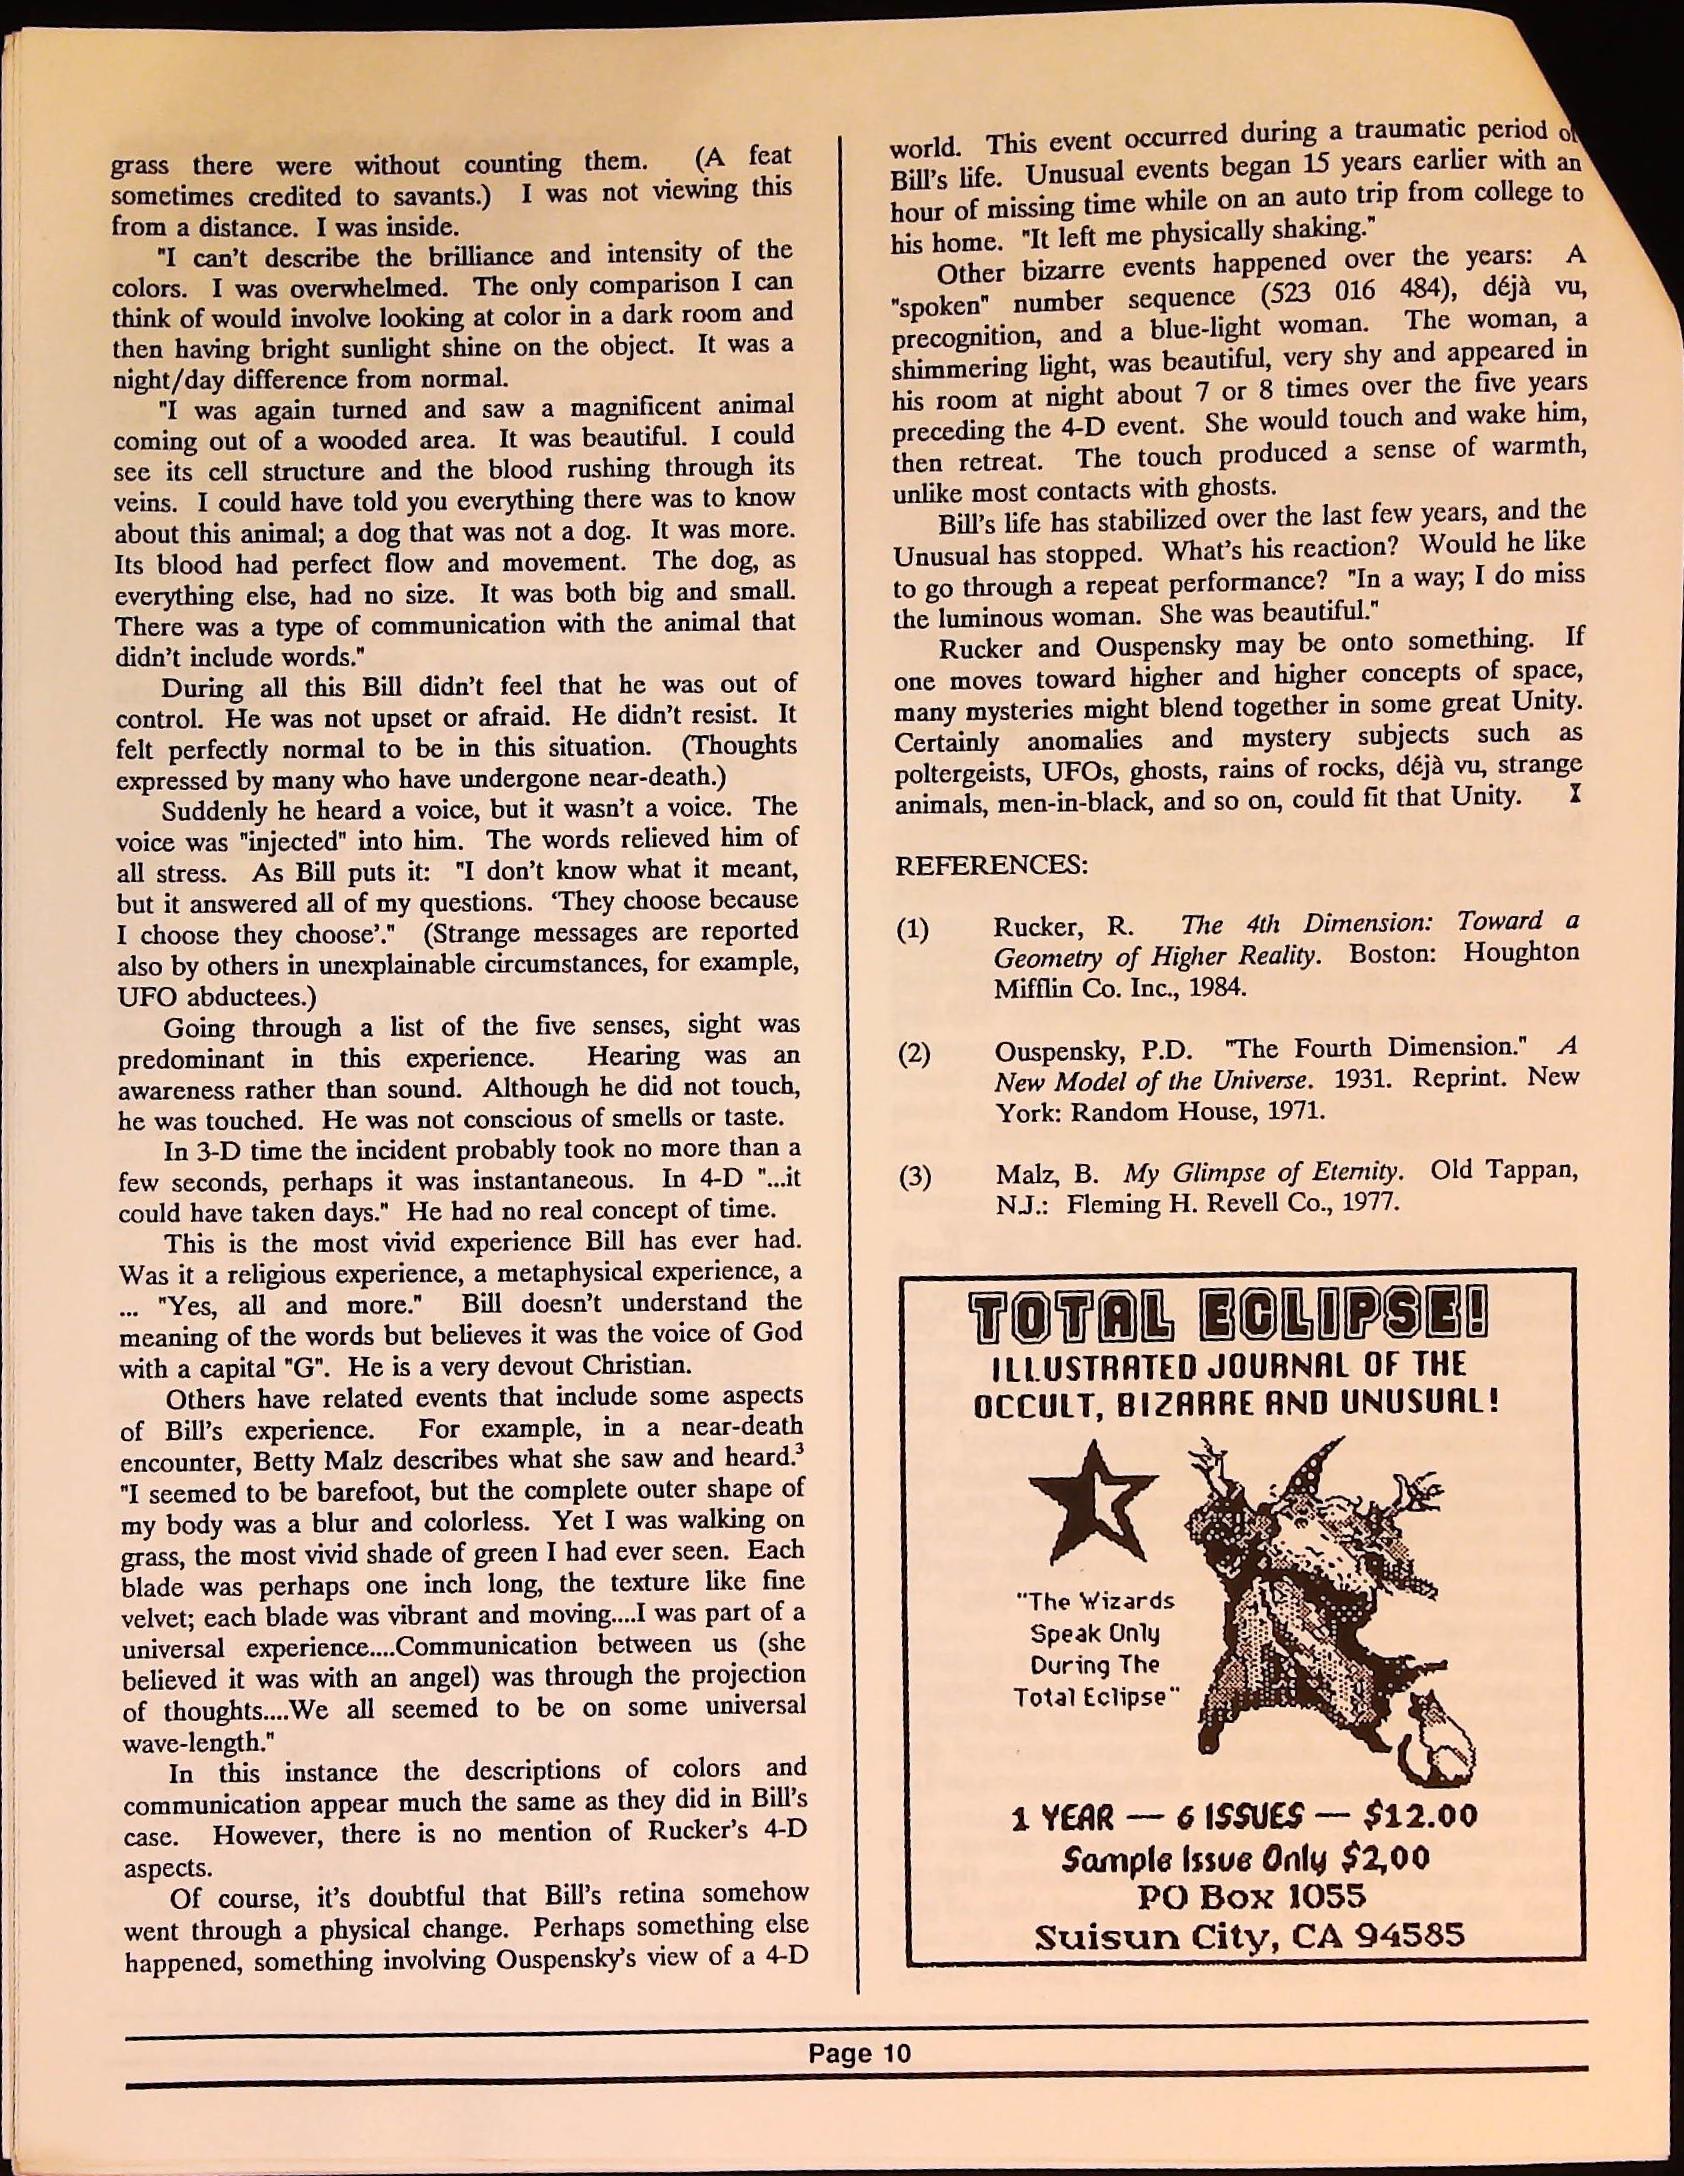 grass there were without counting them. (A feat
sometimes credited to savants.) I was not viewing this
from a distance. I was inside.
"I can't describe the brilliance and intensity of the
colors. I was overwhelmed. The only comparison I can
think of would involve looking at color in a dark room and
then having bright sunlight shine on the object. It was a
night/day difference from normal.
"I was again turned and saw a magnificent animal
coming out of a wooded area. It was beautiful. I could
see its cell structure and the blood rushing through its
veins. I could have told you everything there was to know
about this animal; a dog that was not a dog. It was more.
Its blood had perfect flow and movement. The dog, as
everything else, had no size. It was both big and small.
There was a type of communication with the animal that
didn't include words."
During all this Bill didn't feel that he was out of
control. He was not upset or afraid. He didn't resist. It
felt perfectly normal to be in this situation. (Thoughts
expressed by many who have undergone near-death.)
Suddenly he heard a voice, but it wasn't a voice. The
voice was "injected" into him. The words relieved him of
all stress. As Bill puts it: "I don't know what it meant,
but it answered all of my questions. 'They choose because
I choose they choose'." (Strange messages are reported
also by others in unexplainable circumstances, for example,
UFO abductees.)
Going through a list of the five senses, sight was
predominant in this experience. Hearing was an
awareness rather than sound. Although he did not touch,
he was touched. He was not conscious of smells or taste.
In 3-D time the incident probably took no more than a
few seconds, perhaps it was instantaneous. In 4-D "...it
could have taken days." He had no real concept of time.
This is the most vivid experience Bill has ever had.
Was it a religious experience, a metaphysical experience, a
... "Yes, all and more." Bill doesn't understand the
meaning of the words but believes it was the voice of God
with a capital "G". He is a very devout Christian.
Others have related events that include some aspects
of Bill's experience. For example, in a near-death
encounter, Betty Malz describes what she saw and heard.³
"I seemed to be barefoot, but the complete outer shape of
my body was a blur and colorless. Yet I was walking on
grass, the most vivid shade of green I had ever seen. Each
blade was perhaps one inch long, the texture like fine
velvet; each blade was vibrant and moving....I was part of a
universal experience....Communication between us (she
believed it was with an angel) was through the projection
of thoughts....We all seemed to be on some universal
wave-length."
In this instance the descriptions of colors and
communication appear much the same as they did in Bill's
case. However, there is no mention of Rucker's 4-D
aspects.
Of course, it's doubtful that Bill's retina somehow
went through a physical change. Perhaps something else
happened, something involving Ouspensky's view of a 4-D
world. This event occurred during a traumatic period of
Bill's life. Unusual events began 15 years earlier with an
hour of missing time while on an auto trip from college to
his home. "It left me physically shaking."
Other bizarre events happened over the years: A
"spoken" number sequence (523 016 484), déjà vu,
precognition, and a blue-light woman. The woman, a
shimmering light, was beautiful, very shy and appeared in
his room at night about 7 or 8 times over the five years
preceding the 4-D event. She would touch and wake him,
then retreat. The touch produced a sense of warmth,
unlike most contacts with ghosts.
Bill's life has stabilized over the last few years, and the
Unusual has stopped. What's his reaction? Would he like
to go through a repeat performance? "In a way; I do miss
the luminous woman. She was beautiful."
Rucker and Ouspensky may be onto something. If
one moves toward higher and higher concepts of space,
many mysteries might blend together in some great Unity.
Certainly anomalies and mystery subjects such as
poltergeists, UFOs, ghosts, rains of rocks, déjà vu, strange
animals, men-in-black, and so on, could fit that Unity. X
REFERENCES:
(1) Rucker, R. The 4th Dimension: Toward a
Geometry of Higher Reality. Boston: Houghton
Mifflin Co. Inc., 1984.
(2) Ouspensky, P.D. "The Fourth Dimension." A
New Model of the Universe. 1931. Reprint. New
York: Random House, 1971.
(3) Malz, B. My Glimpse of Eternity. Old Tappan,
N.J.: Fleming H. Revell Co., 1977.
TOTAL ECLIPSE!
ILLUSTRATED JOURNAL OF THE
OCCULT, BIZARRE AND UNUSUAL!
"The Wizards
Speak Only
During The
Total Eclipse"
1 YEAR — 6 ISSUES — $12.00
Sample Issue Only $2,00
PO Box 1055
Suisun City, CA 94585
Page 10